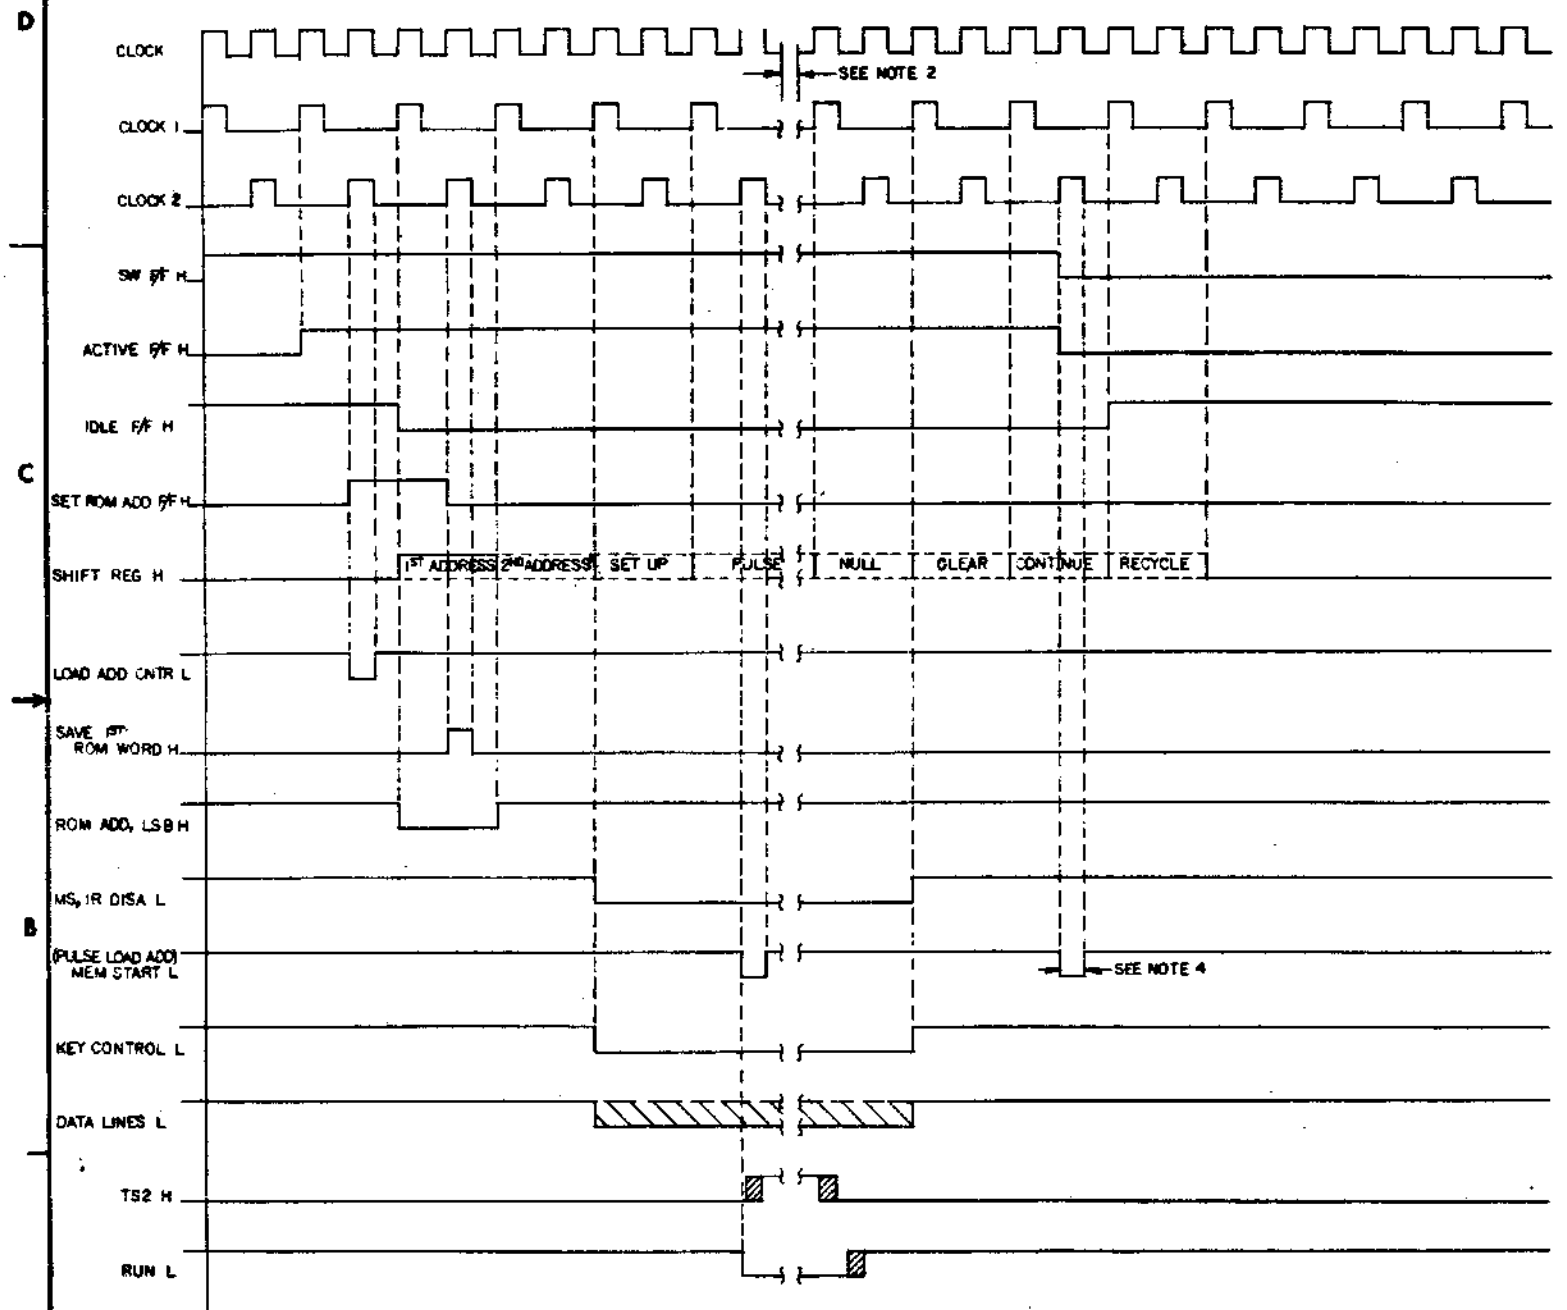 D
CLOCK
SEE NOTE 2
CLOCK 1
CLOCK 2
SW F/F H
ACTIVE F/F H
IDLE F/F H
C
SET ROM ADD F/F H
SHIFT REG H
1ST ADDRESS 2ND ADDRESS SET UP PULSE NULL CLEAR CONTINUE RECYCLE
LOAD ADD CNTR L
SAVE 1ST
ROM WORD H
ROM ADD, LSB H
MS, IR DISA L
B
(PULSE LOAD ADD)
MEM START L
SEE NOTE 4
KEY CONTROL L
DATA LINES L
TS2 H
RUN L